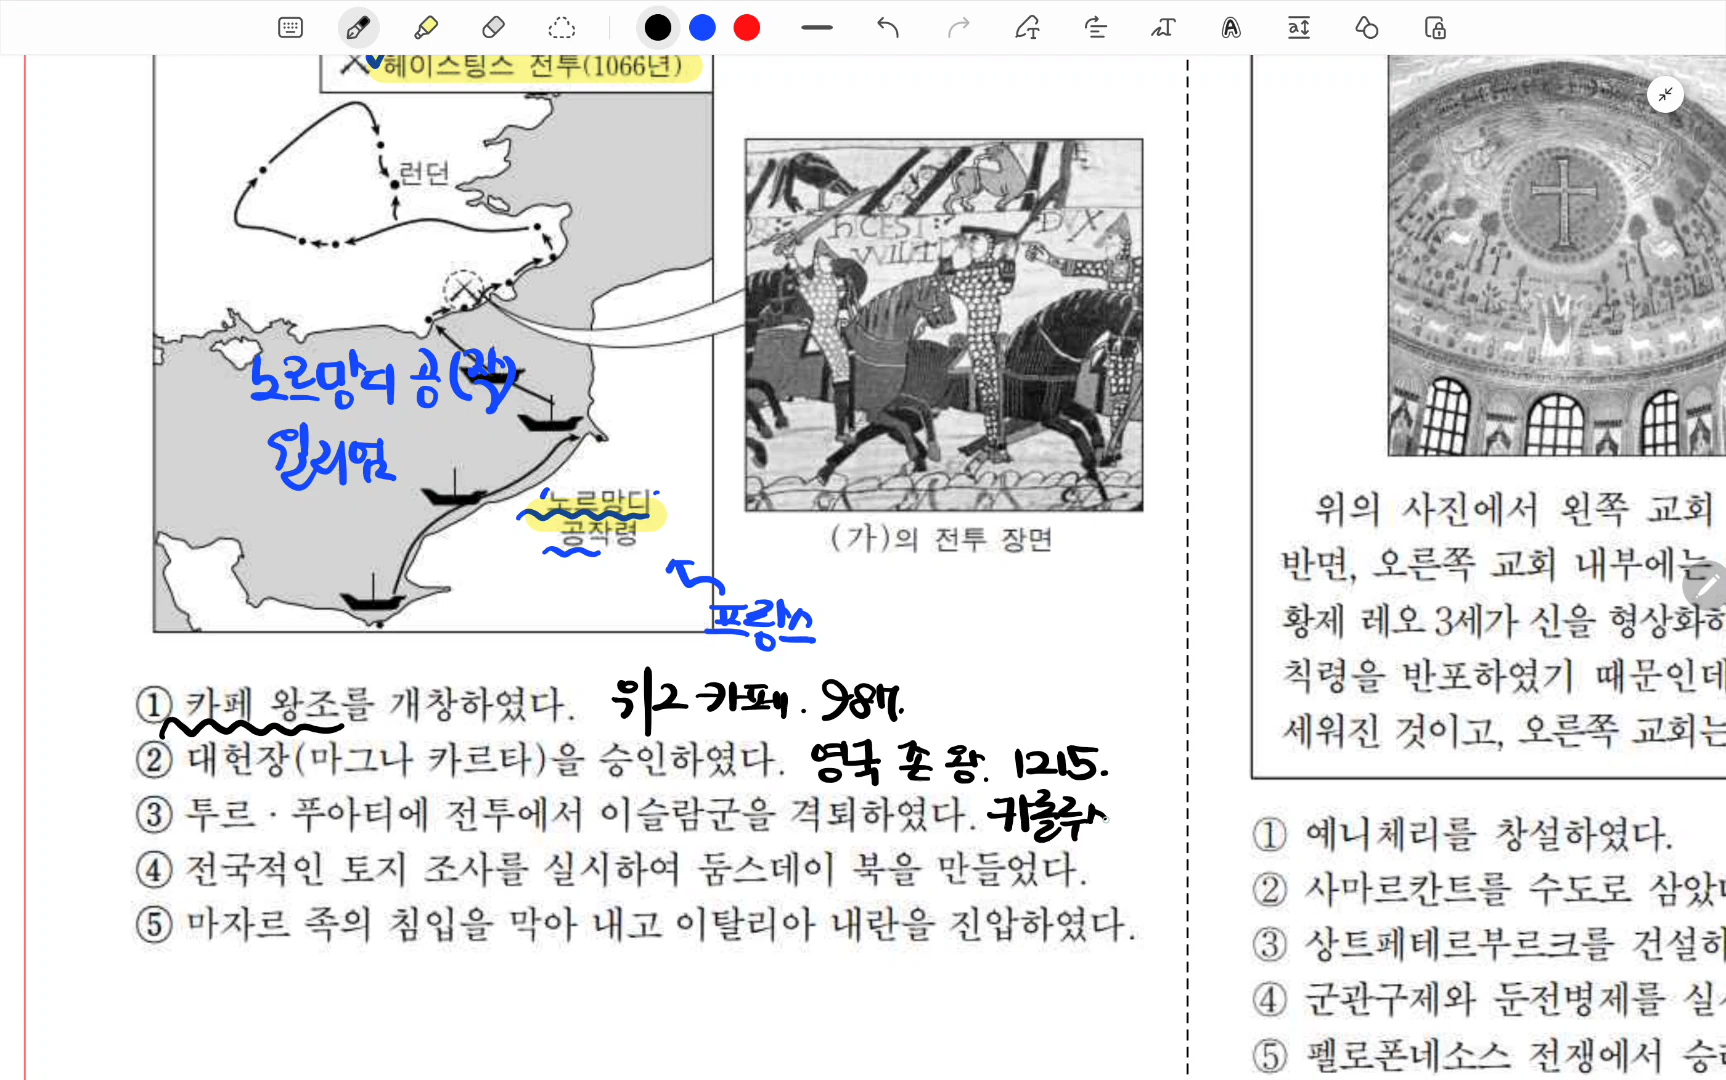 헤이스팅스 전투(1066년)
런던
노르망디 공(작)
윌리엄
노르망디
공작령
프랑스
HIC EST:
WILEL
DVX
(가)의 전투 장면
① 카페 왕조를 개창하였다.
위그 카페. 987.
② 대헌장(마그나 카르타)을 승인하였다.
영국 존 왕. 1215.
③ 투르·푸아티에 전투에서 이슬람군을 격퇴하였다.
카롤루스
④ 전국적인 토지 조사를 실시하여 둠스데이 북을 만들었다.
⑤ 마자르 족의 침입을 막아 내고 이탈리아 내란을 진압하였다.
위의 사진에서 왼쪽 교회
반면, 오른쪽 교회 내부에는
황제 레오 3세가 신을 형상화하
칙령을 반포하였기 때문인데
세워진 것이고, 오른쪽 교회는
① 예니체리를 창설하였다.
② 사마르칸트를 수도로 삼았다
③ 상트페테르부르크를 건설하
④ 군관구제와 둔전병제를 실시
⑤ 펠로폰네소스 전쟁에서 승리